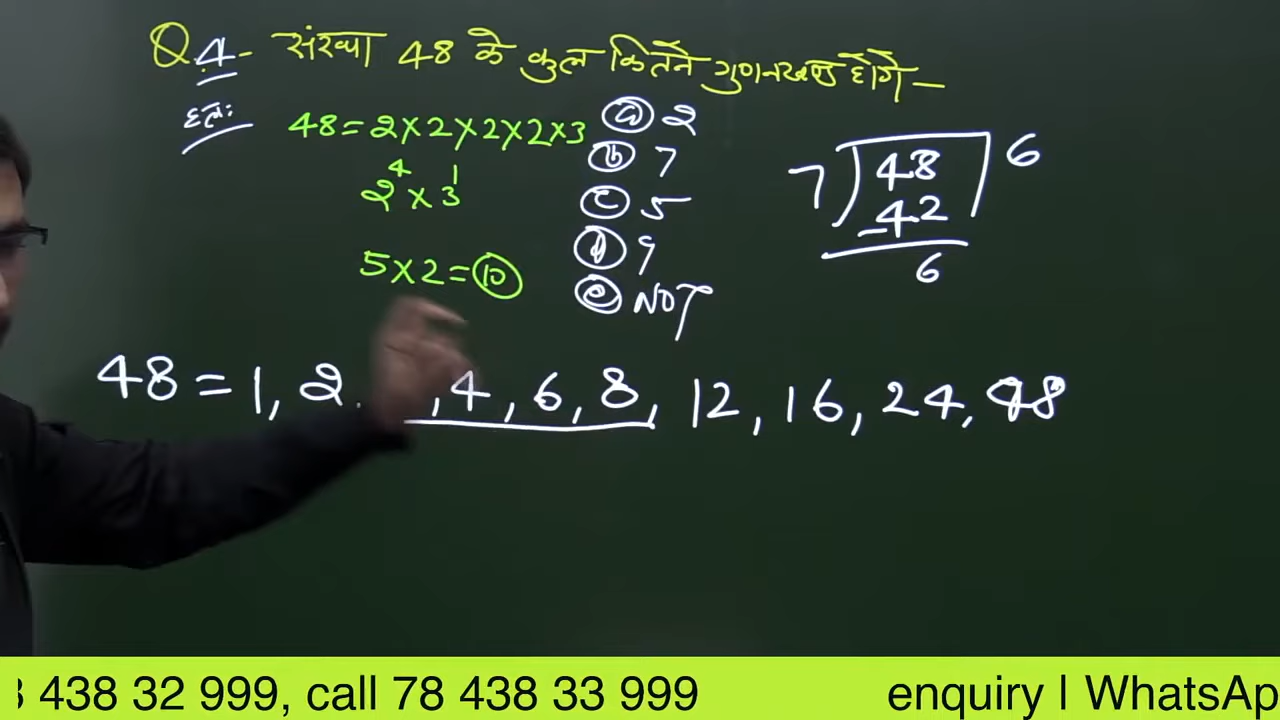 Q.4- संख्या 48 के कुल कितने गुणनखण्ड होंगे -
हल:
48=2×2×2×2×3
2⁴×3¹
5×2=10
(a) 2
(b) 7
(c) 5
(d) 9
(e) NOT
7) 48 ) 6
-42
6
48 = 1, 2 , 4, 6, 8, 12, 16, 24, 48
3 438 32 999, call 78 438 33 999 enquiry I WhatsAp